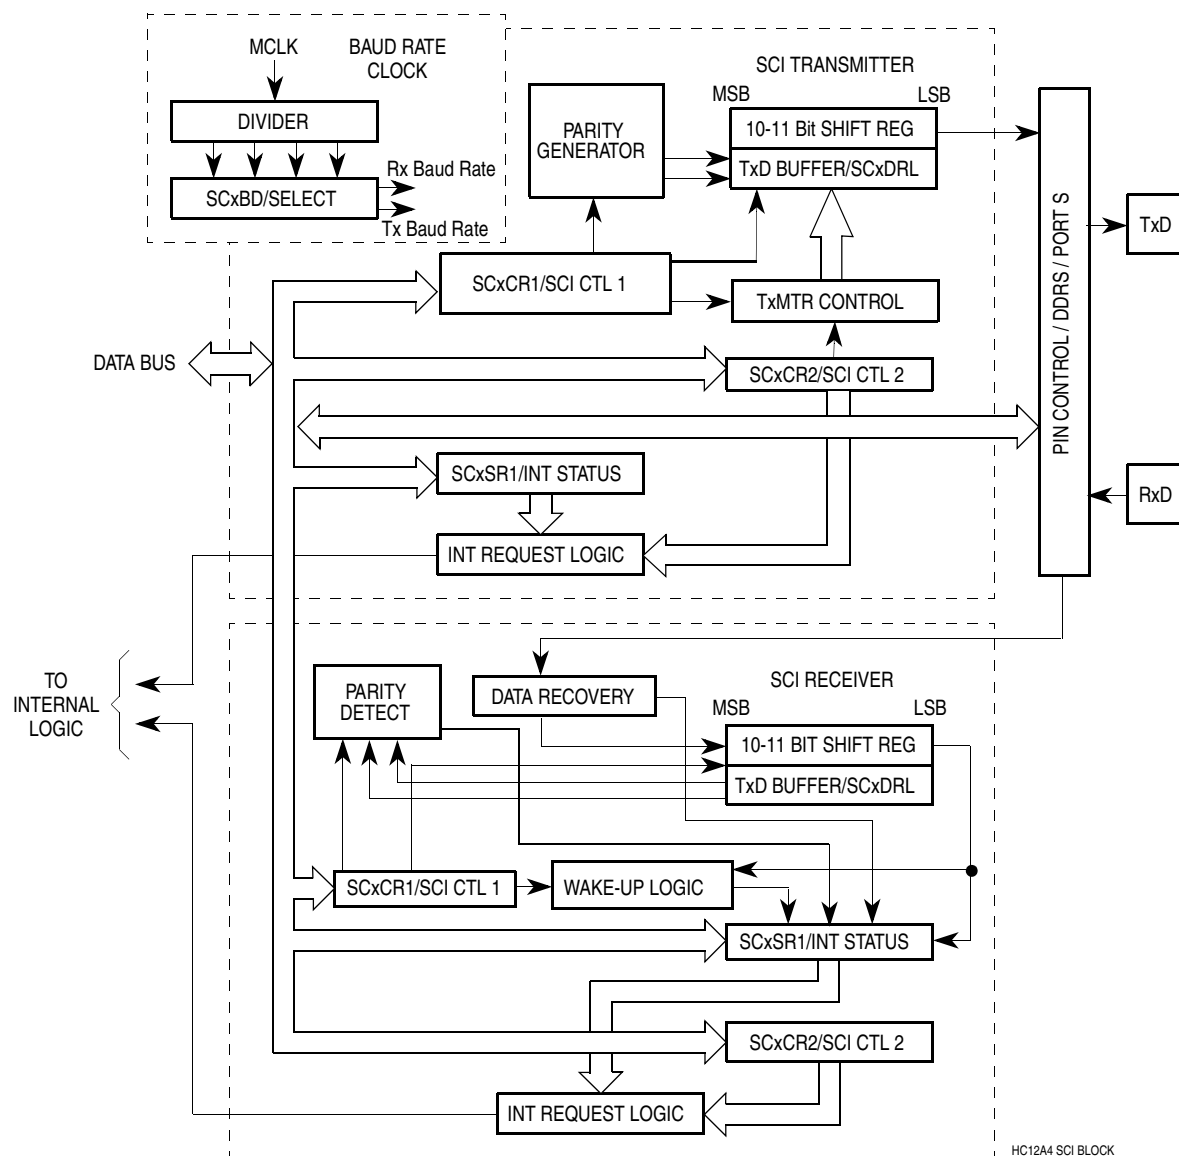 MCLK
BAUD RATE
CLOCK
DIVIDER
SCxBD/SELECT
Rx Baud Rate
Tx Baud Rate
SCI TRANSMITTER
MSB
LSB
PARITY
GENERATOR
10-11 Bit SHIFT REG
TxD BUFFER/SCxDRL
SCxCR1/SCI CTL 1
TxMTR CONTROL
DATA BUS
SCxCR2/SCI CTL 2
SCxSR1/INT STATUS
INT REQUEST LOGIC
PIN CONTROL / DDRS / PORT S
TxD
RxD
TO
INTERNAL
LOGIC
SCI RECEIVER
PARITY
DETECT
DATA RECOVERY
MSB
LSB
10-11 BIT SHIFT REG
TxD BUFFER/SCxDRL
SCxCR1/SCI CTL 1
WAKE-UP LOGIC
SCxSR1/INT STATUS
SCxCR2/SCI CTL 2
INT REQUEST LOGIC
HC12A4 SCI BLOCK